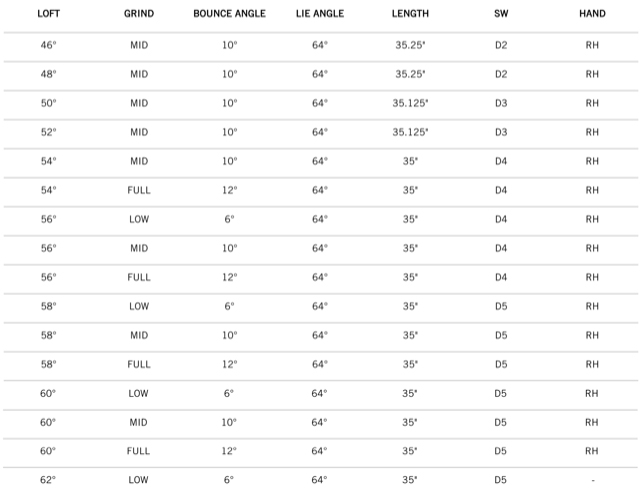 LOFT GRIND BOUNCE ANGLE LIE ANGLE LENGTH SW HAND
46° MID 10° 64° 35.25" D2 RH
48° MID 10° 64° 35.25" D2 RH
50° MID 10° 64° 35.125" D3 RH
52° MID 10° 64° 35.125" D3 RH
54° MID 10° 64° 35" D4 RH
54° FULL 12° 64° 35" D4 RH
56° LOW 6° 64° 35" D4 RH
56° MID 10° 64° 35" D4 RH
56° FULL 12° 64° 35" D4 RH
58° LOW 6° 64° 35" D5 RH
58° MID 10° 64° 35" D5 RH
58° FULL 12° 64° 35" D5 RH
60° LOW 6° 64° 35" D5 RH
60° MID 10° 64° 35" D5 RH
60° FULL 12° 64° 35" D5 RH
62° LOW 6° 64° 35" D5 -